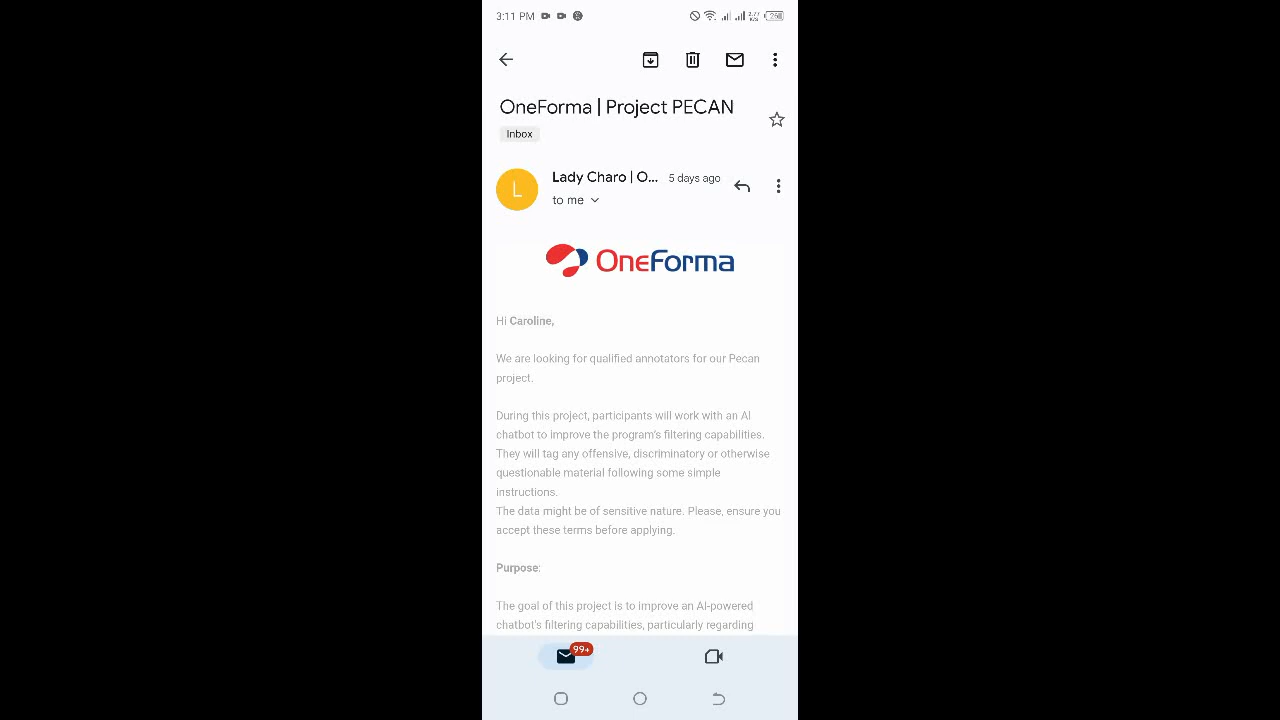 3:11 PM
OneForma | Project PECAN
Inbox
L
Lady Charo | O... 5 days ago
to me
OneForma
Hi Caroline,
We are looking for qualified annotators for our Pecan
project.
During this project, participants will work with an AI
chatbot to improve the program's filtering capabilities.
They will tag any offensive, discriminatory or otherwise
questionable material following some simple
instructions.
The data might be of sensitive nature. Please, ensure you
accept these terms before applying.
Purpose:
The goal of this project is to improve an AI-powered
chatbot's filtering capabilities, particularly regarding
99+